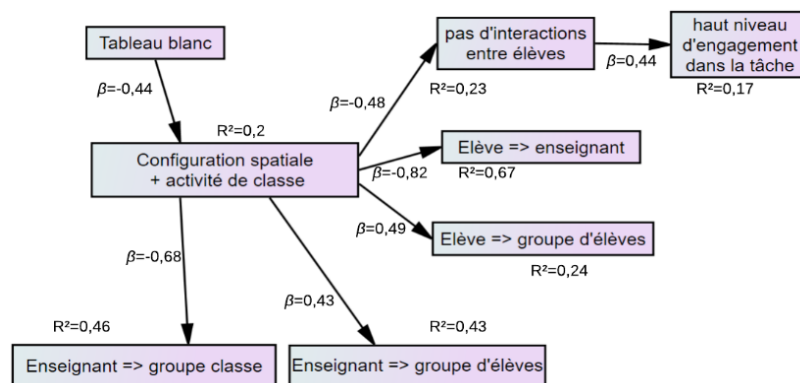 Tableau blanc
β=-0,44
pas d'interactions
entre élèves
R²=0,23
β=0,44
haut niveau
d'engagement
dans la tâche
R²=0,17
β=-0,48
R²=0,2
Configuration spatiale
+ activité de classe
Elève => enseignant
β=-0,82
R²=0,67
β=0,49
Elève => groupe d'élèves
R²=0,24
β=-0,68
β=0,43
R²=0,46
Enseignant => groupe classe
R²=0,43
Enseignant => groupe d'élèves